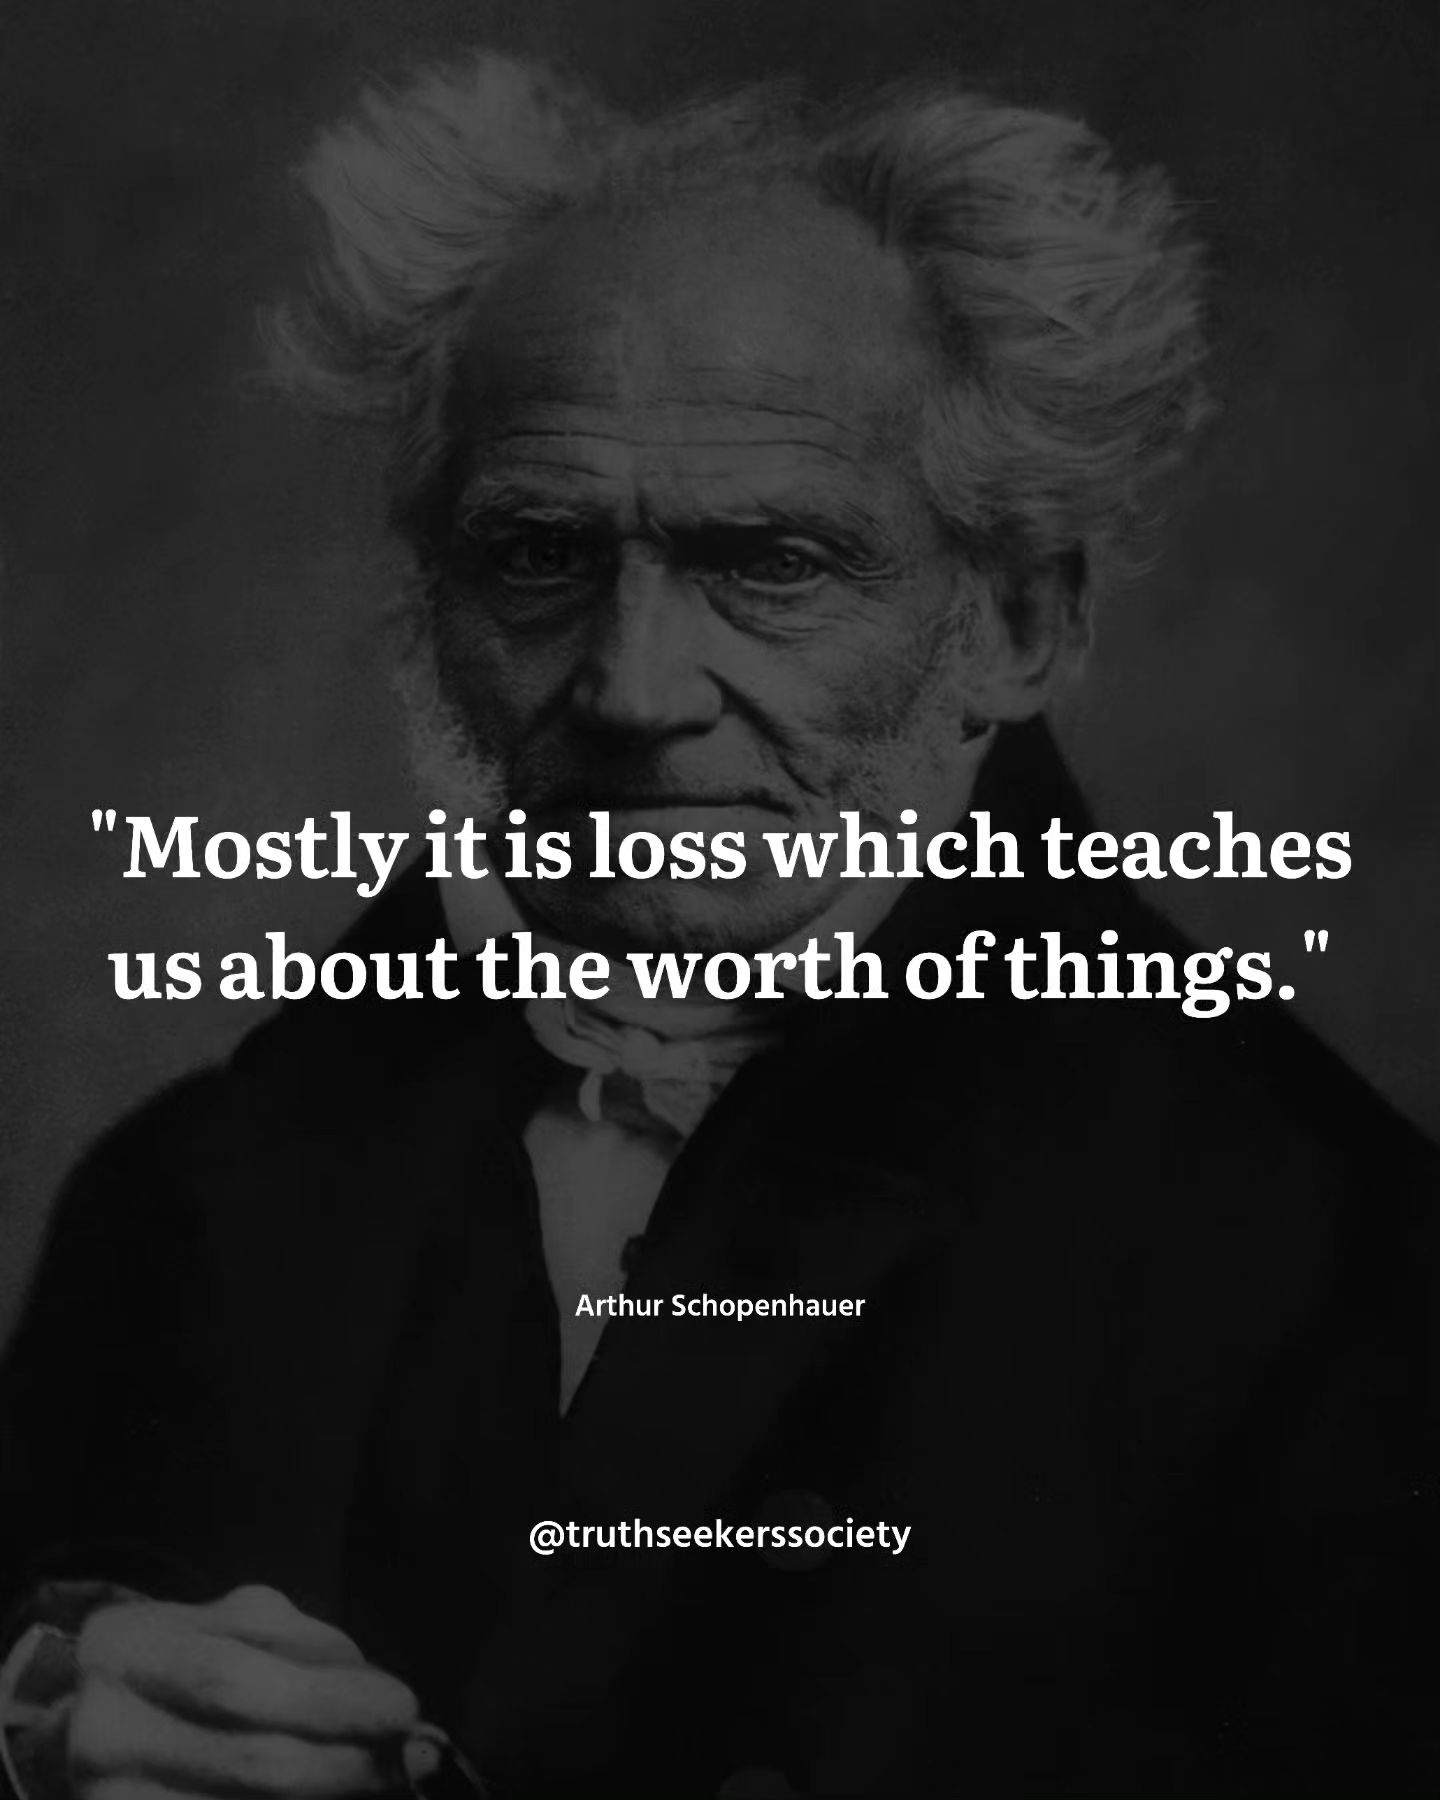 "Mostly it is loss which teaches
us about the worth of things."
Arthur Schopenhauer
@truthseekerssociety